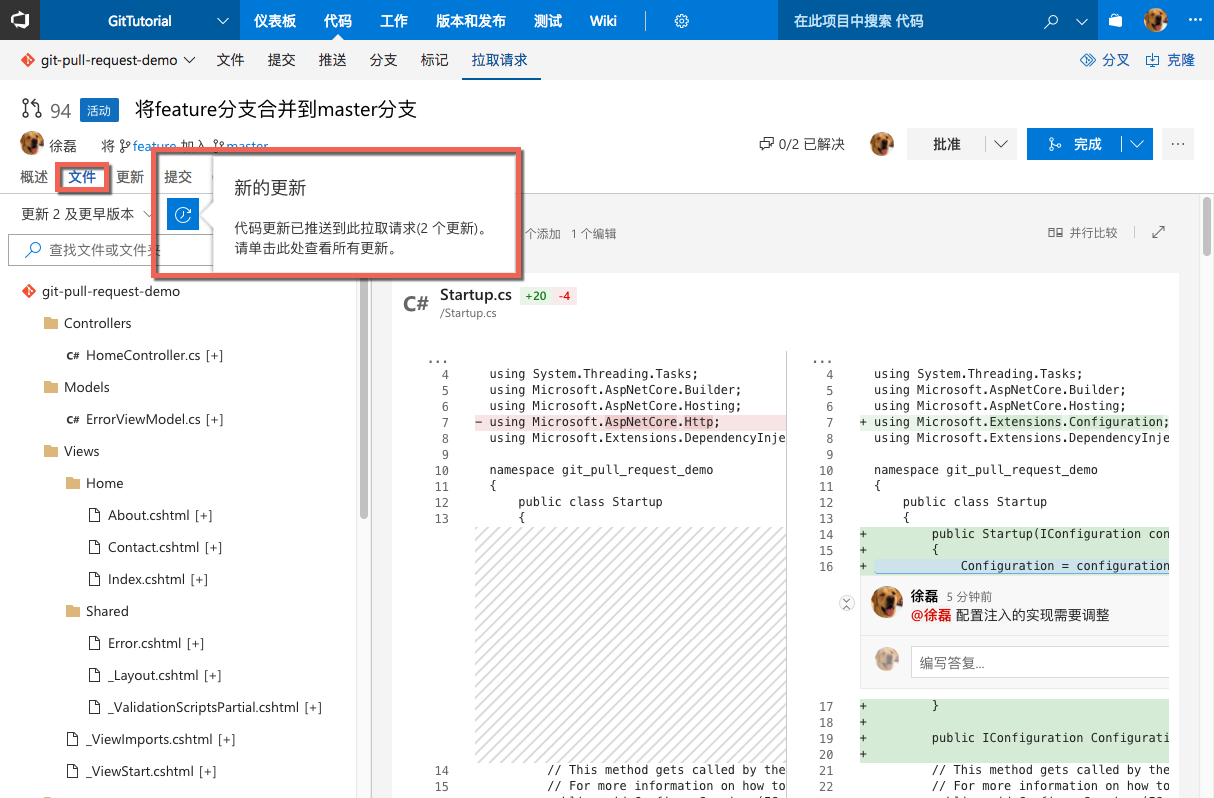 GitTutorial 仪表板 代码 工作 版本和发布 测试 Wiki 在此项目中搜索 代码
git-pull-request-demo 文件 提交 推送 分支 标记 拉取请求 分叉 克隆
94 活动 将feature分支合并到master分支
徐磊 将 feature 加入 master 0/2 已解决 批准 完成
概述 文件 更新 提交
更新 2 及更早版本
新的更新
代码更新已推送到此拉取请求(2 个更新)。
请单击此处查看所有更新。
个添加 1 个编辑 并行比较
查找文件或文件夹
git-pull-request-demo
Controllers
C# HomeController.cs [+]
Models
C# ErrorViewModel.cs [+]
Views
Home
About.cshtml [+]
Contact.cshtml [+]
Index.cshtml [+]
Shared
Error.cshtml [+]
_Layout.cshtml [+]
_ValidationScriptsPartial.cshtml [+]
_ViewImports.cshtml [+]
_ViewStart.cshtml [+]
C# Startup.cs +20 -4
/Startup.cs
...
4 using System.Threading.Tasks;
5 using Microsoft.AspNetCore.Builder;
6 using Microsoft.AspNetCore.Hosting;
7 - using Microsoft.AspNetCore.Http;
8 using Microsoft.Extensions.DependencyInje
9
10 namespace git_pull_request_demo
11 {
12 public class Startup
13 {
14 // This method gets called by the
15 // For more information on how to
...
4 using System.Threading.Tasks;
5 using Microsoft.AspNetCore.Builder;
6 using Microsoft.AspNetCore.Hosting;
7 + using Microsoft.Extensions.Configuration;
8 using Microsoft.Extensions.DependencyInje
9
10 namespace git_pull_request_demo
11 {
12 public class Startup
13 {
14 + public Startup(IConfiguration con
15 + {
16 + Configuration = configuration
徐磊 5 分钟前
@徐磊 配置注入的实现需要调整
编写答复...
17 + }
18 +
19 + public IConfiguration Configurati
20 +
21 // This method gets called by the
22 // For more information on how to